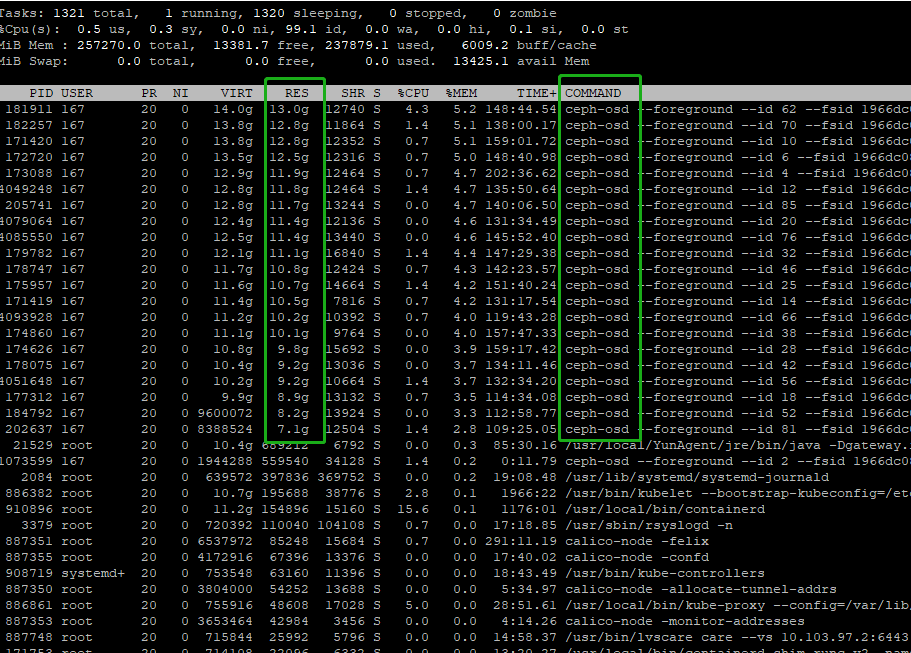 Tasks: 1321 total,   1 running, 1320 sleeping,   0 stopped,   0 zombie
%Cpu(s):  0.5 us,  0.3 sy,  0.0 ni, 99.1 id,  0.0 wa,  0.0 hi,  0.1 si,  0.0 st
MiB Mem : 257270.0 total,  13381.7 free, 237879.1 used,   6009.2 buff/cache
MiB Swap:      0.0 total,      0.0 free,      0.0 used.  13425.1 avail Mem
PID USER      PR  NI    VIRT    RES    SHR S  %CPU  %MEM     TIME+ COMMAND
181911 167       20   0   14.0g  13.0g  12740 S   4.3   5.2 148:44.54 ceph-osd --foreground --id 62 --fsid 1966dc0
182257 167       20   0   13.8g  12.8g  11864 S   1.4   5.1 138:00.17 ceph-osd --foreground --id 70 --fsid 1966dc
171420 167       20   0   13.8g  12.8g  12352 S   0.7   5.1 159:01.72 ceph-osd --foreground --id 10 --fsid 1966dc
172720 167       20   0   13.5g  12.5g  12316 S   0.7   5.0 148:40.98 ceph-osd --foreground --id 6 --fsid 1966dc08
173088 167       20   0   12.9g  11.9g  12464 S   0.7   4.7 202:36.62 ceph-osd --foreground --id 4 --fsid 1966dc08
4049248 167       20   0   12.8g  11.8g  12464 S   1.4   4.7 135:50.64 ceph-osd --foreground --id 12 --fsid 1966dc0
205741 167       20   0   12.8g  11.7g  13244 S   0.0   4.7 140:06.50 ceph-osd --foreground --id 85 --fsid 1966dc0
4079064 167       20   0   12.4g  11.4g  12136 S   0.0   4.6 131:34.49 ceph-osd --foreground --id 20 --fsid 1966dc0
4085550 167       20   0   12.5g  11.4g  13440 S   0.0   4.6 145:52.40 ceph-osd --foreground --id 76 --fsid 1966dc0
179782 167       20   0   12.1g  11.1g  16840 S   1.4   4.4 147:29.38 ceph-osd --foreground --id 32 --fsid 1966dc0
178747 167       20   0   11.7g  10.8g  12424 S   0.7   4.3 142:23.57 ceph-osd --foreground --id 46 --fsid 1966dc0
175957 167       20   0   11.6g  10.7g  14664 S   1.4   4.2 151:40.24 ceph-osd --foreground --id 25 --fsid 1966dc0
171419 167       20   0   11.4g  10.5g   7816 S   0.7   4.2 131:17.54 ceph-osd --foreground --id 14 --fsid 1966dc0
4093928 167       20   0   11.2g  10.2g  10392 S   0.7   4.0 119:43.28 ceph-osd --foreground --id 66 --fsid 1966dc0
174860 167       20   0   11.1g  10.1g   9764 S   0.0   4.0 157:47.33 ceph-osd --foreground --id 38 --fsid 1966dc0
174626 167       20   0   10.8g   9.8g  15692 S   0.0   3.9 159:17.42 ceph-osd --foreground --id 28 --fsid 1966dc0
178075 167       20   0   10.4g   9.2g  13036 S   0.0   3.7 134:11.46 ceph-osd --foreground --id 42 --fsid 1966dc0
4051648 167       20   0   10.2g   9.2g  10664 S   1.4   3.7 132:34.20 ceph-osd --foreground --id 56 --fsid 1966dc0
177312 167       20   0    9.9g   8.9g  13132 S   0.7   3.5 114:34.08 ceph-osd --foreground --id 18 --fsid 1966dc0
184792 167       20   0 9600072   8.2g  13924 S   0.0   3.3 112:58.77 ceph-osd --foreground --id 52 --fsid 1966dc0
202637 167       20   0 8388524   7.1g  12504 S   1.4   2.8 109:25.05 ceph-osd --foreground --id 81 --fsid 1966dc0
21529 root      20   0   10.4g 689212   6792 S   0.0   0.3  85:30.16 /usr/local/YunAgent/jre/bin/java -Dgateway.
1073599 167       20   0 1944288 559540  34128 S   1.4   0.2   0:11.79 ceph-osd --foreground --id 2 --fsid 1966dc08
2084 root      20   0  639572 397836 369752 S   0.0   0.2  19:08.48 /usr/lib/systemd/systemd-journald
886382 root      20   0   10.7g 195688  38776 S   2.8   0.1   1966:22 /usr/bin/kubelet --bootstrap-kubeconfig=/etc
910896 root      20   0   11.2g 154896  15160 S  15.6   0.1   1176:01 /usr/local/bin/containerd
3379 root      20   0  720392 110040 104108 S   0.7   0.0  17:18.85 /usr/sbin/rsyslogd -n
887351 root      20   0 6537972  85248  15684 S   0.7   0.0 291:11.19 calico-node -felix
887355 root      20   0 4172916  67396  13376 S   0.0   0.0  17:40.02 calico-node -confd
908719 systemd+  20   0  753548  63160  11396 S   0.0   0.0  18:43.49 /usr/bin/kube-controllers
887350 root      20   0 3804000  54252  13688 S   0.0   0.0   5:34.97 calico-node -allocate-tunnel-addrs
886861 root      20   0  755916  48608  17028 S   5.0   0.0  28:51.61 /usr/local/bin/kube-proxy --config=/var/lib
887353 root      20   0 3653464  42984   3456 S   0.0   0.0   4:14.26 calico-node -monitor-addresses
887748 root      20   0  715844  25992   5796 S   0.0   0.0  14:58.37 /usr/bin/lvscare care --vs 10.103.97.2:6443